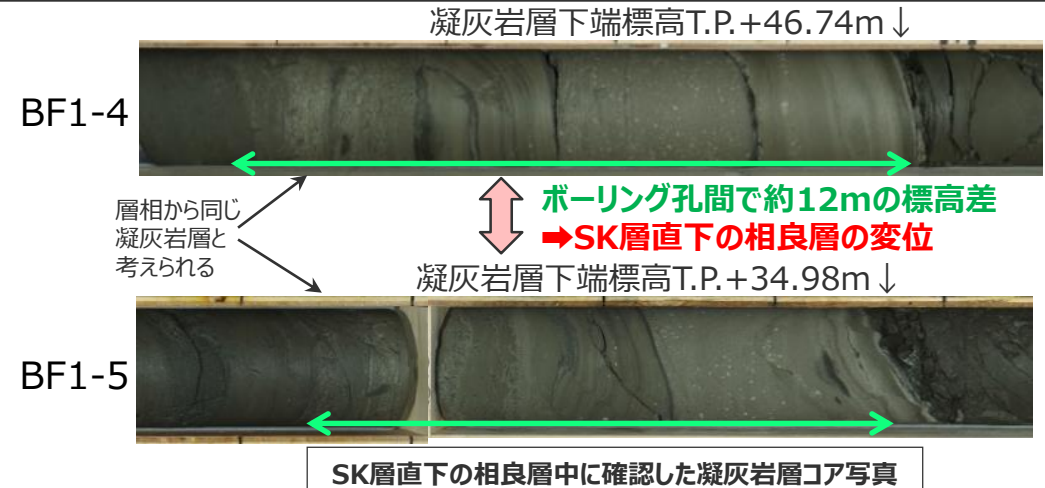 凝灰岩層下端標高T.P.+46.74m↓
BF1-4
層相から同じ
凝灰岩層と
考えられる
ボーリング孔間で約12mの標高差
➡SK層直下の相良層の変位
凝灰岩層下端標高T.P.+34.98m↓
BF1-5
SK層直下の相良層中に確認した凝灰岩層コア写真